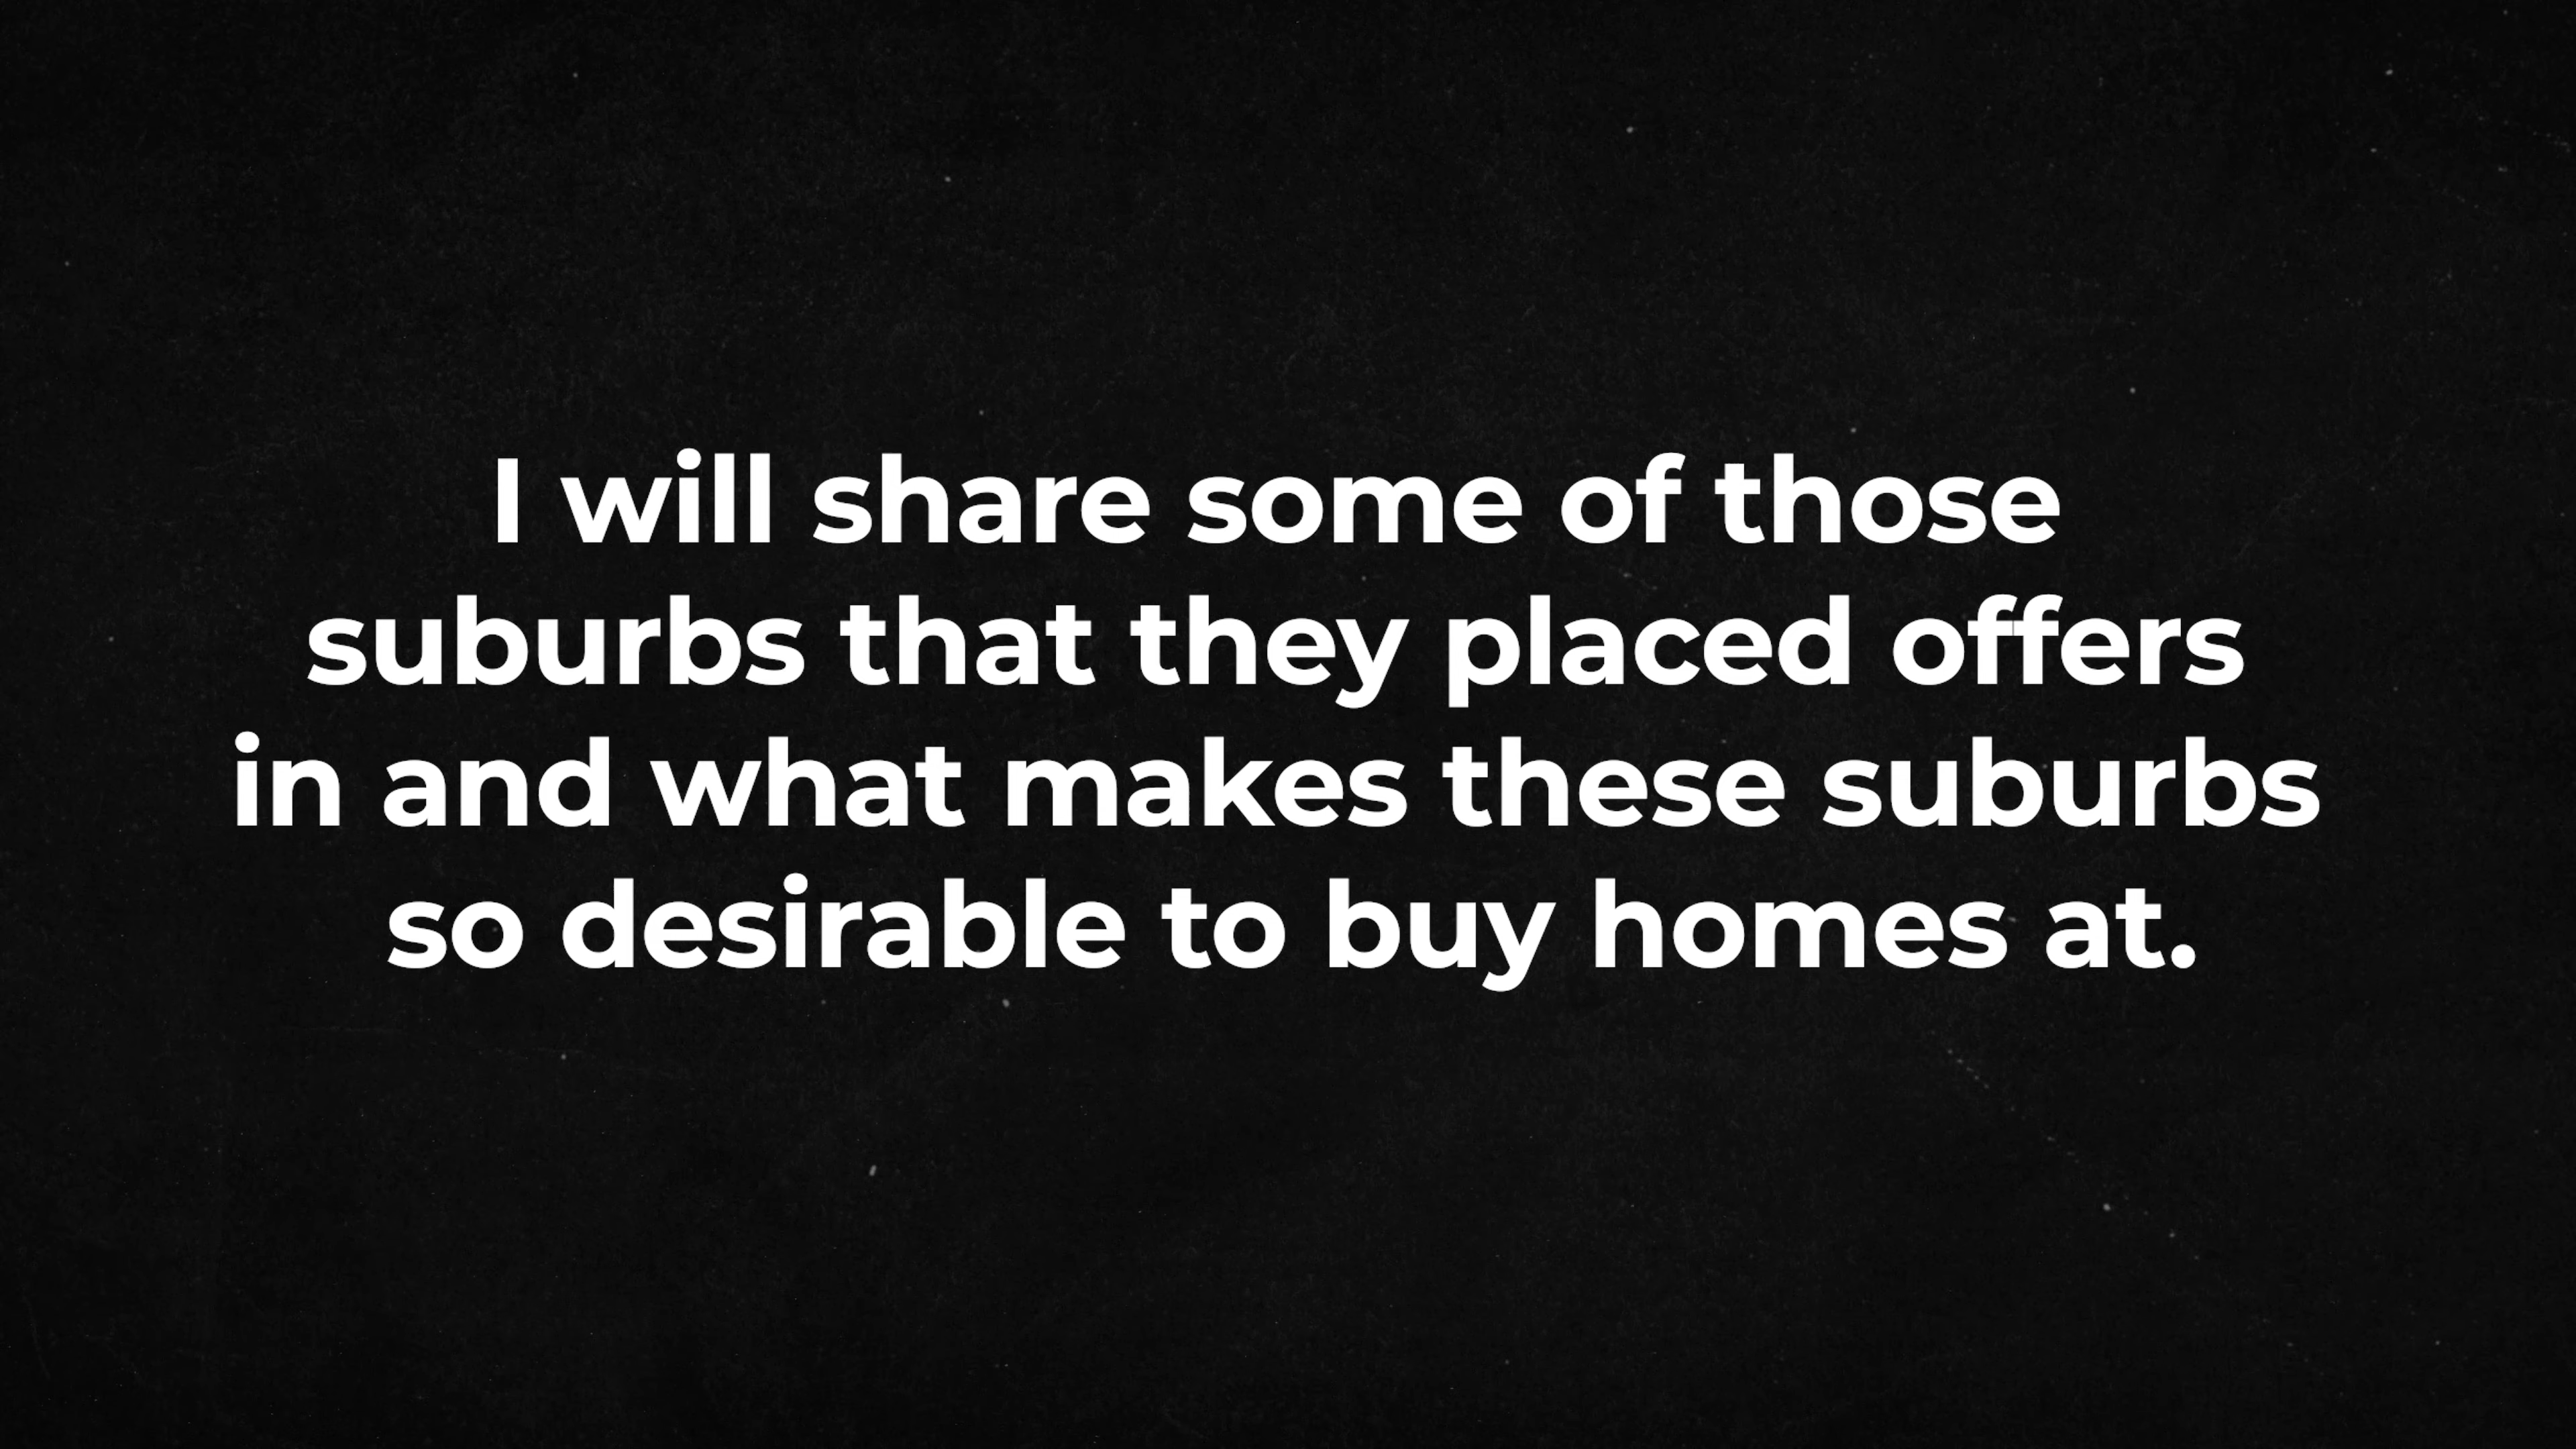 I will share some of those
suburbs that they placed offers
in and what makes these suburbs
so desirable to buy homes at.